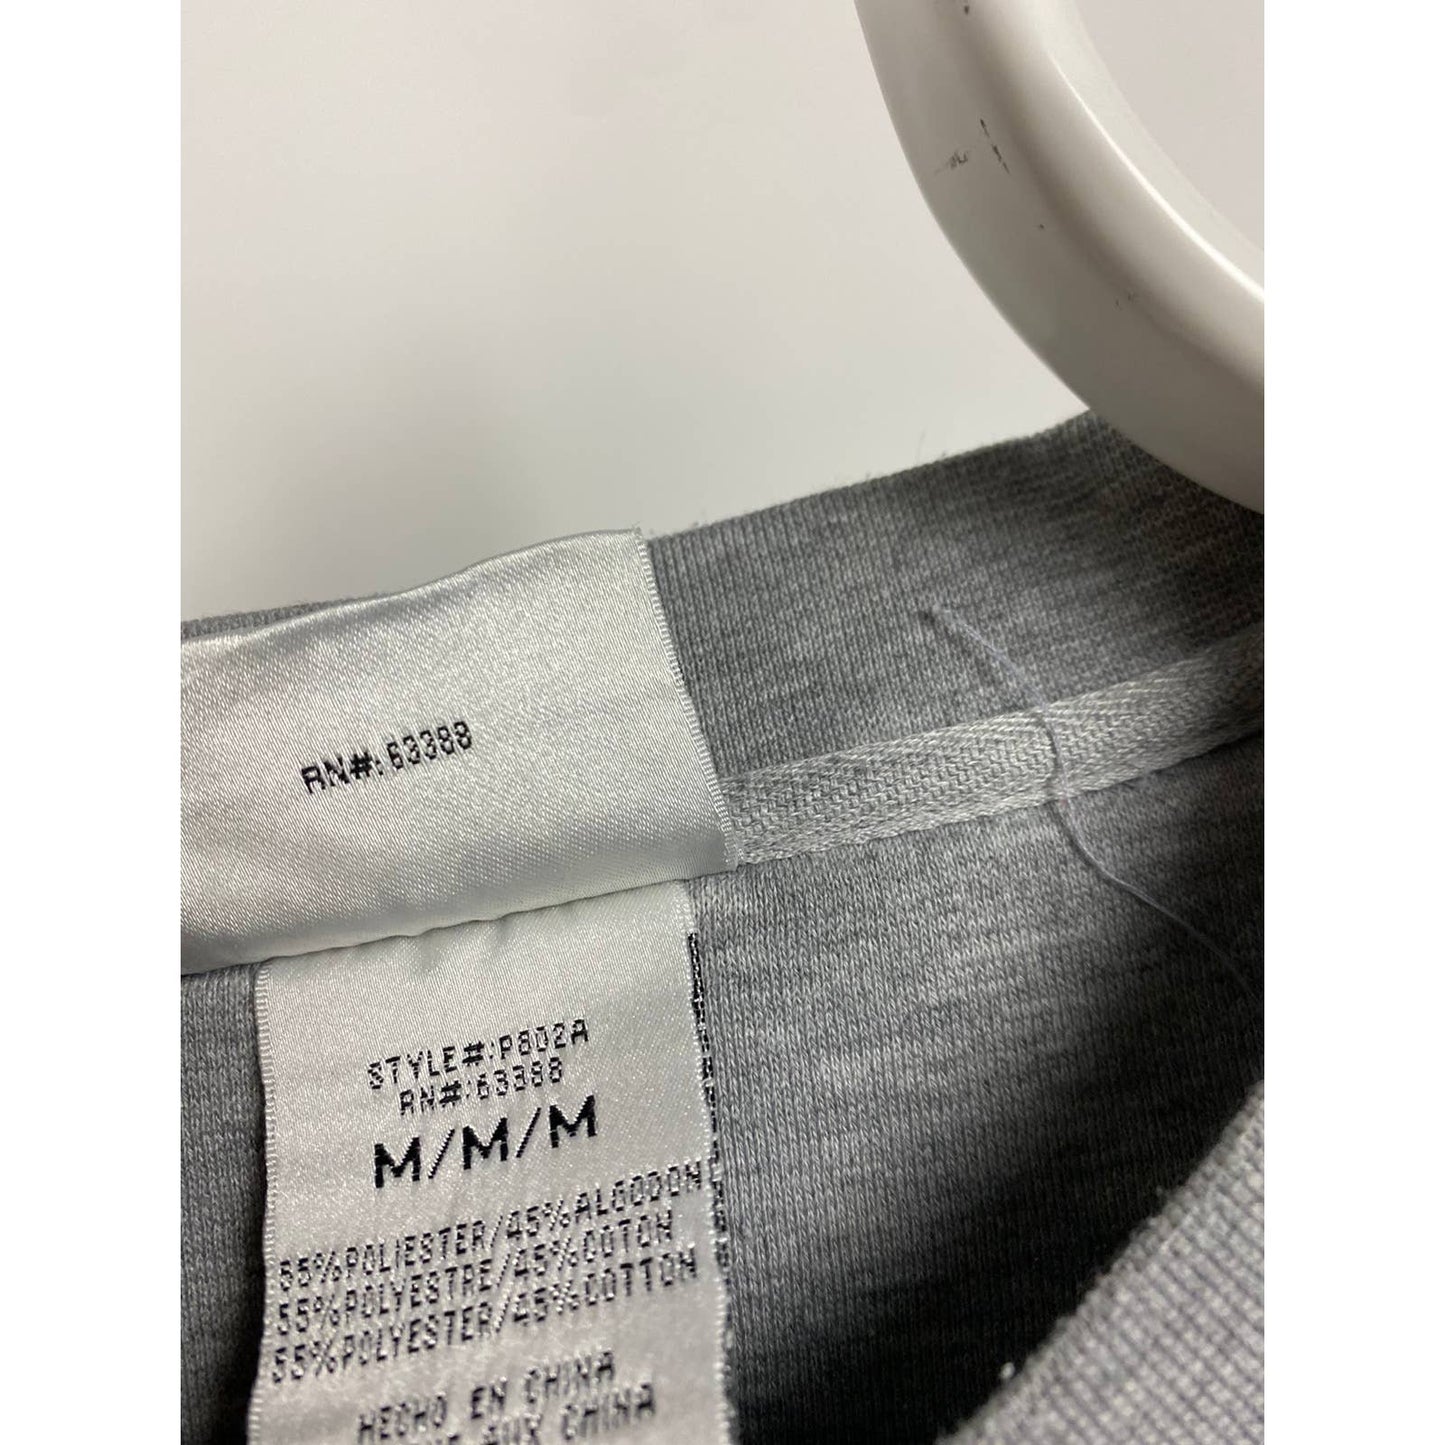 RN#:63388
STYLE#:P802A
RN#:63388
M/M/M
55%POLIESTER/45%ALGODON
55%POLYESTRE/45%COTON
55%POLYESTER/45%COTTON
HECHO EN CHINA
CHINA